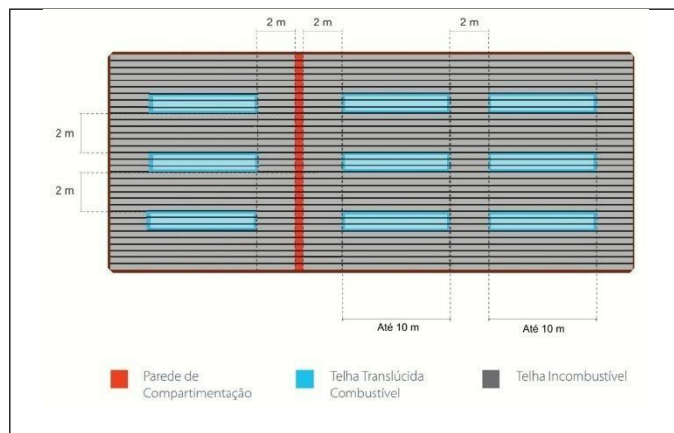 2 m
2 m
2 m
2 m
2 m
Até 10 m
Até 10 m
Parede de
Compartimentação
Telha Translúcida
Combustível
Telha Incombustível